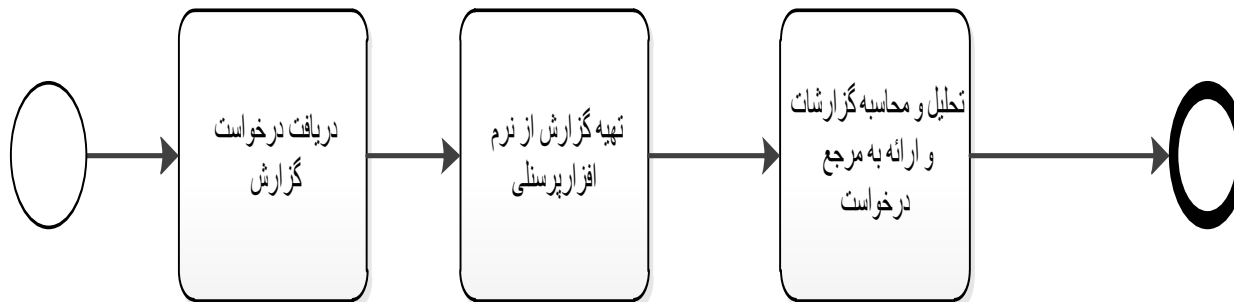 دریافت درخواست
گزارش
تهیه گزارش از نرم
افزارپرسنلی
تحلیل و محاسبه گزارشات
و ارائه به مرجع
درخواست